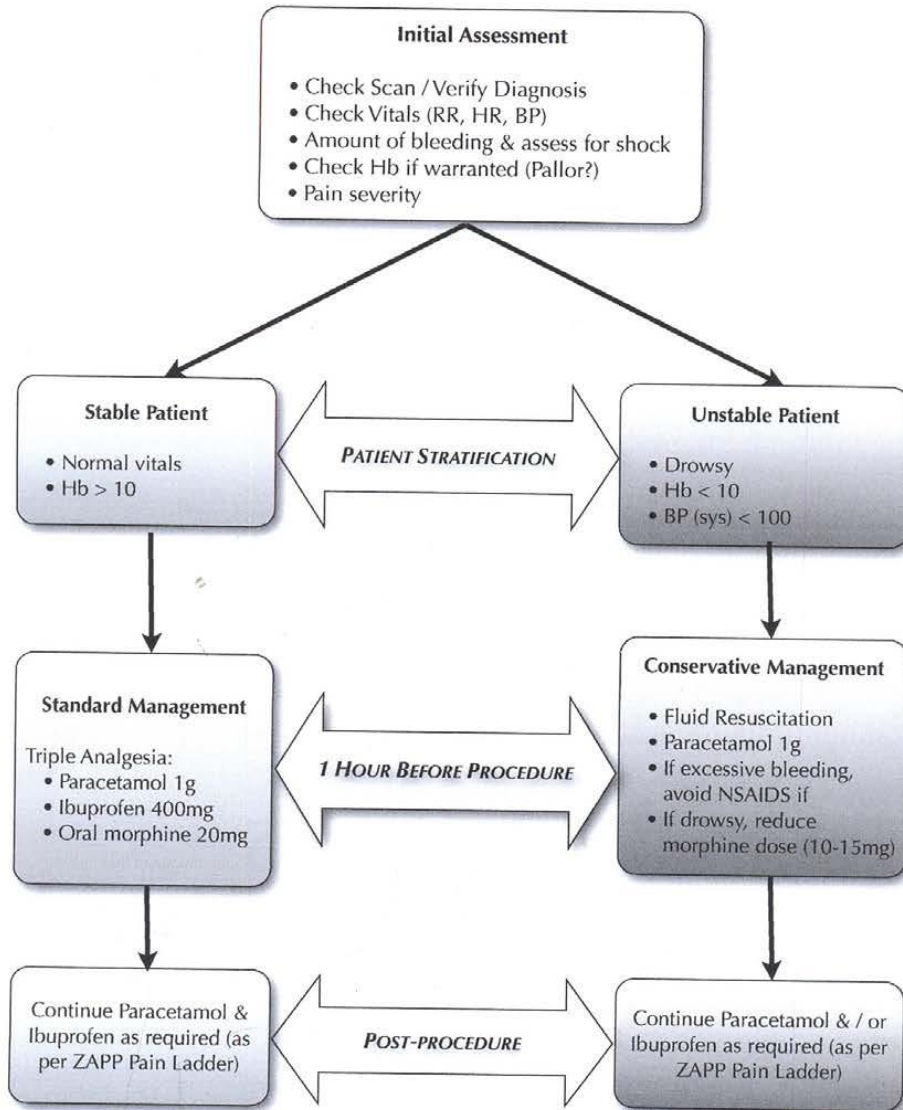 Initial Assessment
• Check Scan / Verify Diagnosis
• Check Vitals (RR, HR, BP)
• Amount of bleeding & assess for shock
• Check Hb if warranted (Pallor?)
• Pain severity
Stable Patient
• Normal vitals
• Hb > 10
PATIENT STRATIFICATION
Unstable Patient
• Drowsy
• Hb < 10
• BP (sys) < 100
Standard Management
Triple Analgesia:
• Paracetamol 1g
• Ibuprofen 400mg
• Oral morphine 20mg
1 HOUR BEFORE PROCEDURE
Conservative Management
• Fluid Resuscitation
• Paracetamol 1g
• If excessive bleeding,
avoid NSAIDS if
• If drowsy, reduce
morphine dose (10-15mg)
Continue Paracetamol &
Ibuprofen as required (as
per ZAPP Pain Ladder)
POST-PROCEDURE
Continue Paracetamol & / or
Ibuprofen as required (as per
ZAPP Pain Ladder)